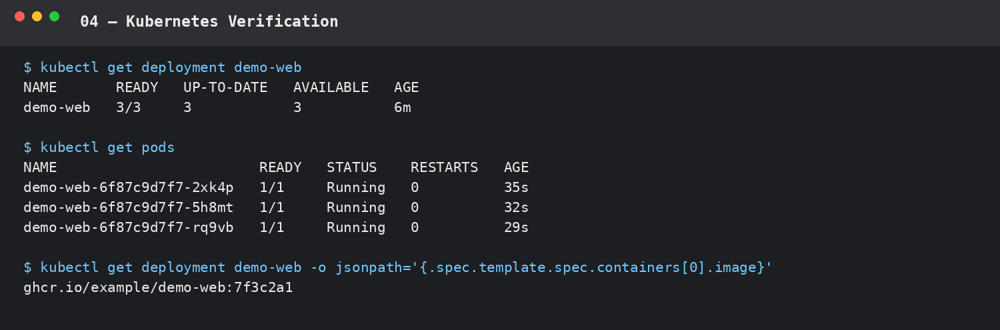 04 — Kubernetes Verification
$ kubectl get deployment demo-web
NAME       READY   UP-TO-DATE   AVAILABLE   AGE
demo-web   3/3     3            3           6m
$ kubectl get pods
NAME                        READY   STATUS    RESTARTS   AGE
demo-web-6f87c9d7f7-2xk4p   1/1     Running   0          35s
demo-web-6f87c9d7f7-5h8mt   1/1     Running   0          32s
demo-web-6f87c9d7f7-rq9vb   1/1     Running   0          29s
$ kubectl get deployment demo-web -o jsonpath='{.spec.template.spec.containers[0].image}'
ghcr.io/example/demo-web:7f3c2a1